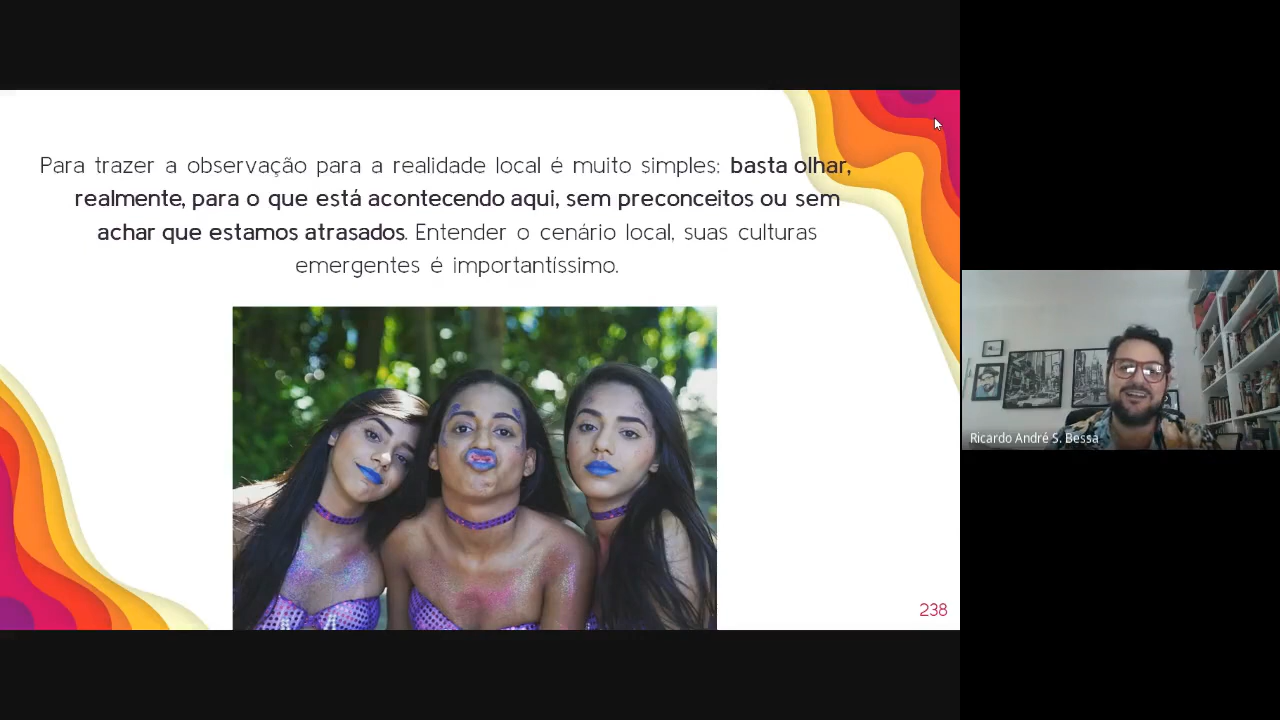 Para trazer a observação para a realidade local é muito simples: basta olhar,
realmente, para o que está acontecendo aqui, sem preconceitos ou sem
achar que estamos atrasados. Entender o cenário local, suas culturas
emergentes é importantíssimo.
238
Ricardo André S. Bessa